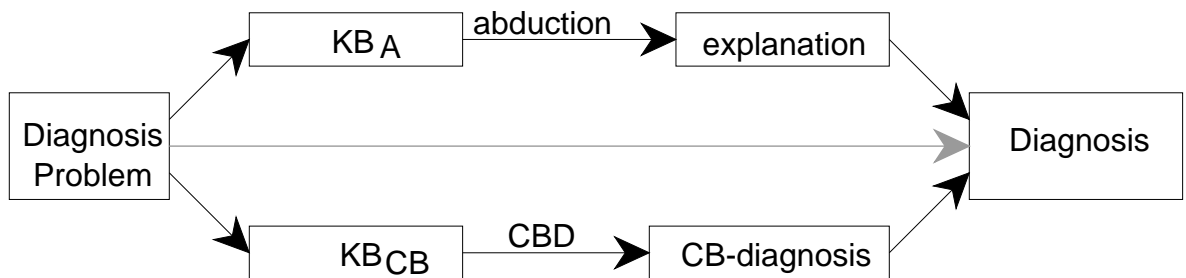 KB A
abduction
explanation
Diagnosis
Problem
Diagnosis
KB CB
CBD
CB-diagnosis